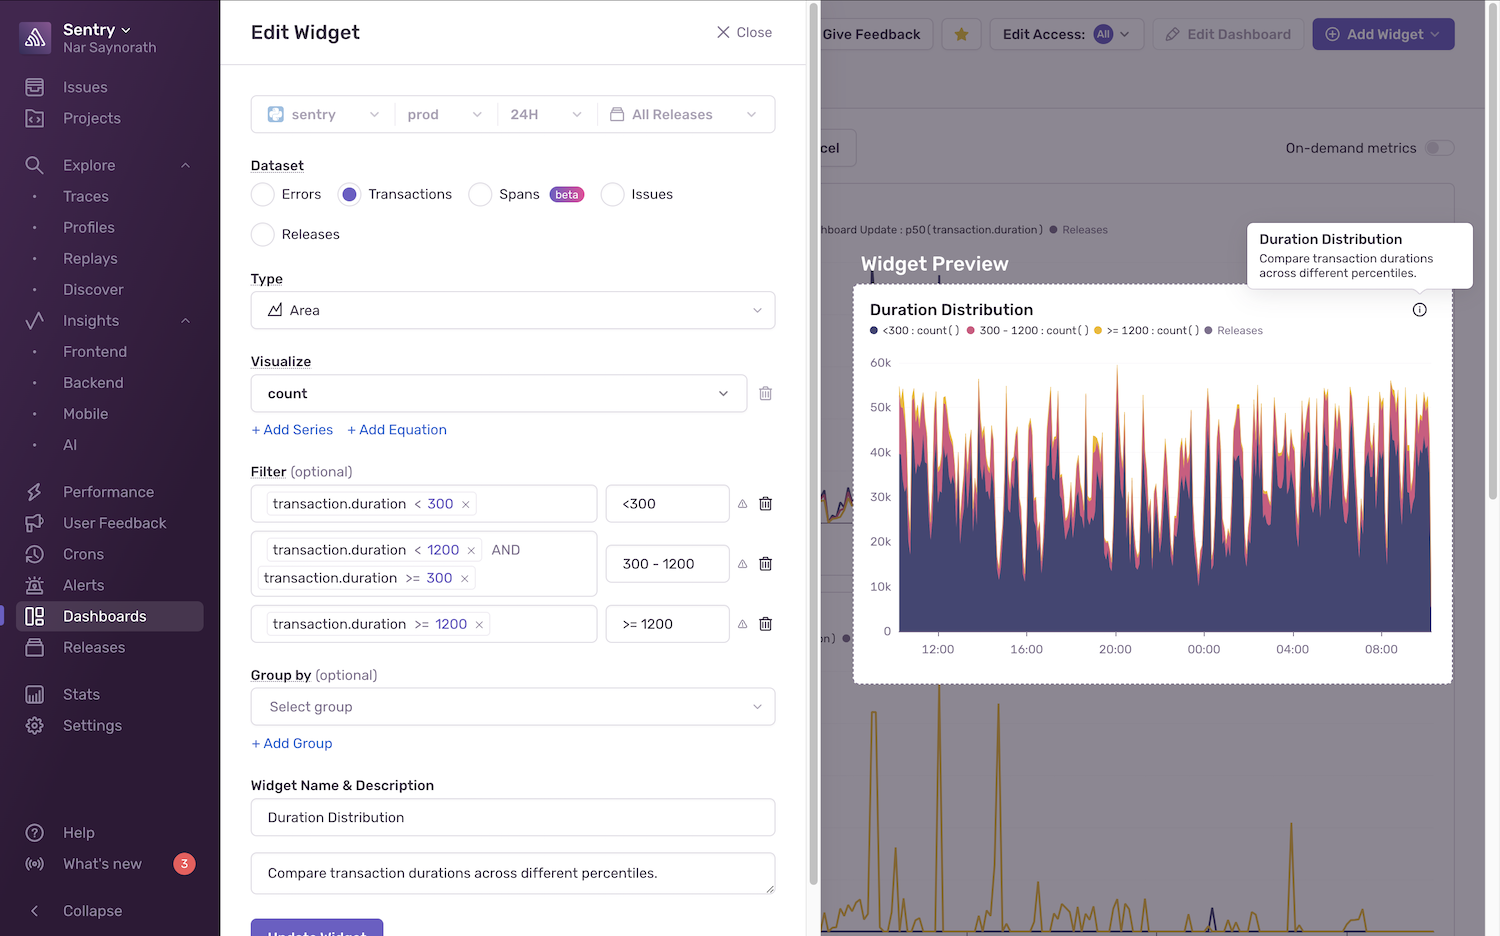 Sentry
Nar Saynorath
Issues
Projects
Explore
Traces
Profiles
Replays
Discover
Insights
Frontend
Backend
Mobile
AI
Performance
User Feedback
Crons
Alerts
Dashboards
Releases
Stats
Settings
Help
What's new 3
Collapse
Edit Widget
Close
sentry prod 24H All Releases
Dataset
Errors Transactions Spans beta Issues
Releases
Type
Area
Visualize
count
+ Add Series + Add Equation
Filter (optional)
transaction.duration < 300 × <300
transaction.duration < 1200 × AND
transaction.duration >= 300 × 300 - 1200
transaction.duration >= 1200 × >= 1200
Group by (optional)
Select group
+ Add Group
Widget Name & Description
Duration Distribution
Compare transaction durations across different percentiles.
Update Widget
Give Feedback Edit Access: All Edit Dashboard Add Widget
cel On-demand metrics
hboard Update : p50(transaction.duration) Releases
Duration Distribution
Compare transaction durations
across different percentiles.
Widget Preview
Duration Distribution
<300 : count() 300 - 1200 : count() >= 1200 : count() Releases
60k
50k
40k
30k
20k
10k
0
12:00 16:00 20:00 00:00 04:00 08:00
on)